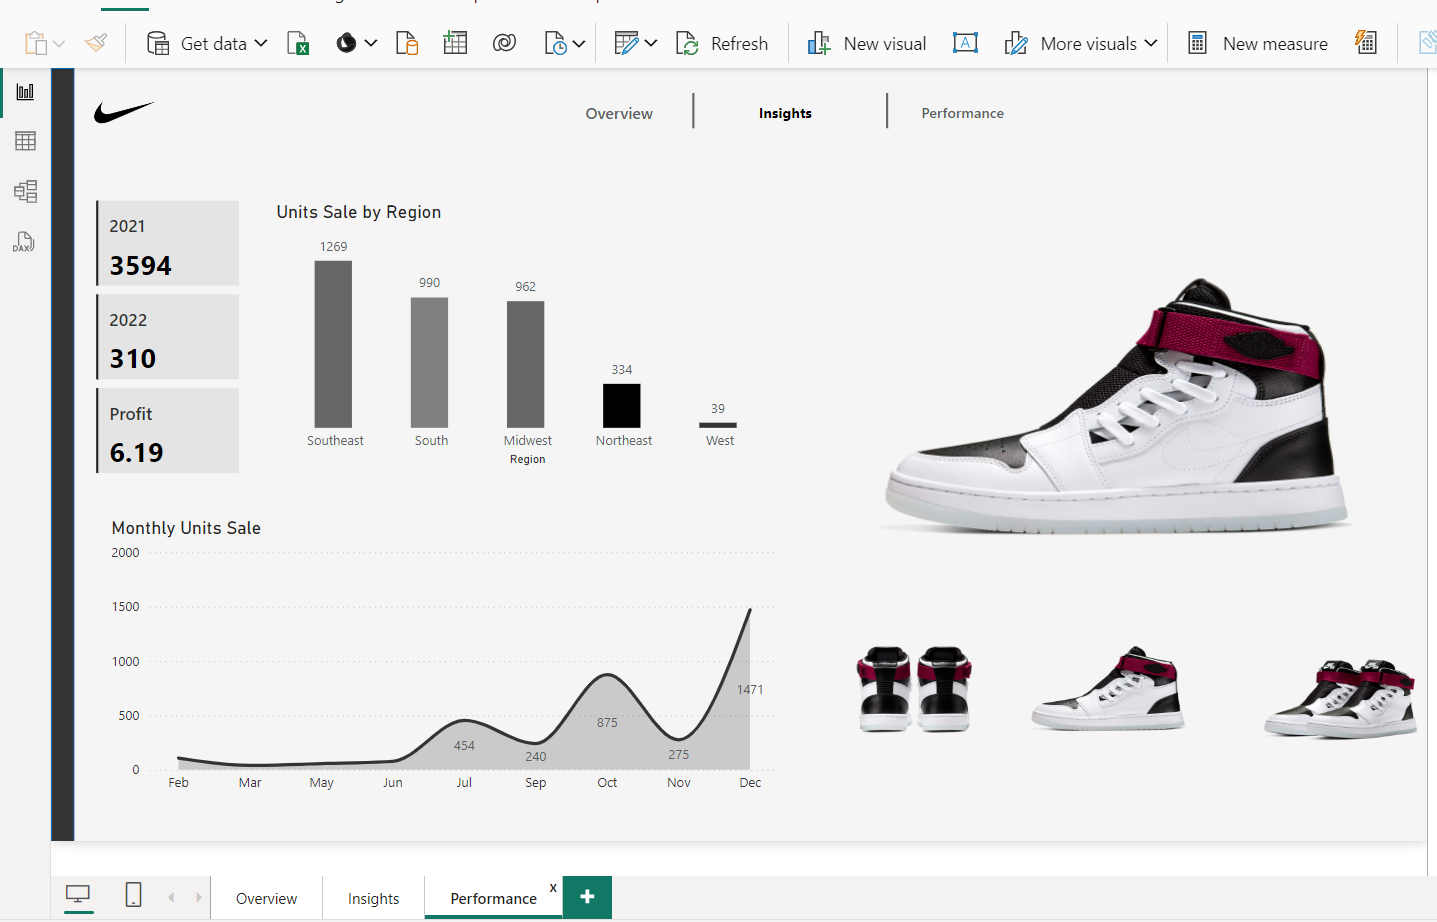 Get data
Refresh
New visual
A
More visuals
New measure
DAX
Overview
Insights
Performance
2021
3594
2022
310
Profit
6.19
Units Sale by Region
1269
990
962
334
39
Southeast
South
Midwest
Northeast
West
Region
Monthly Units Sale
2000
1500
1000
500
0
454
240
875
275
1471
Feb
Mar
May
Jun
Jul
Sep
Oct
Nov
Dec
Overview
Insights
Performance
x
+